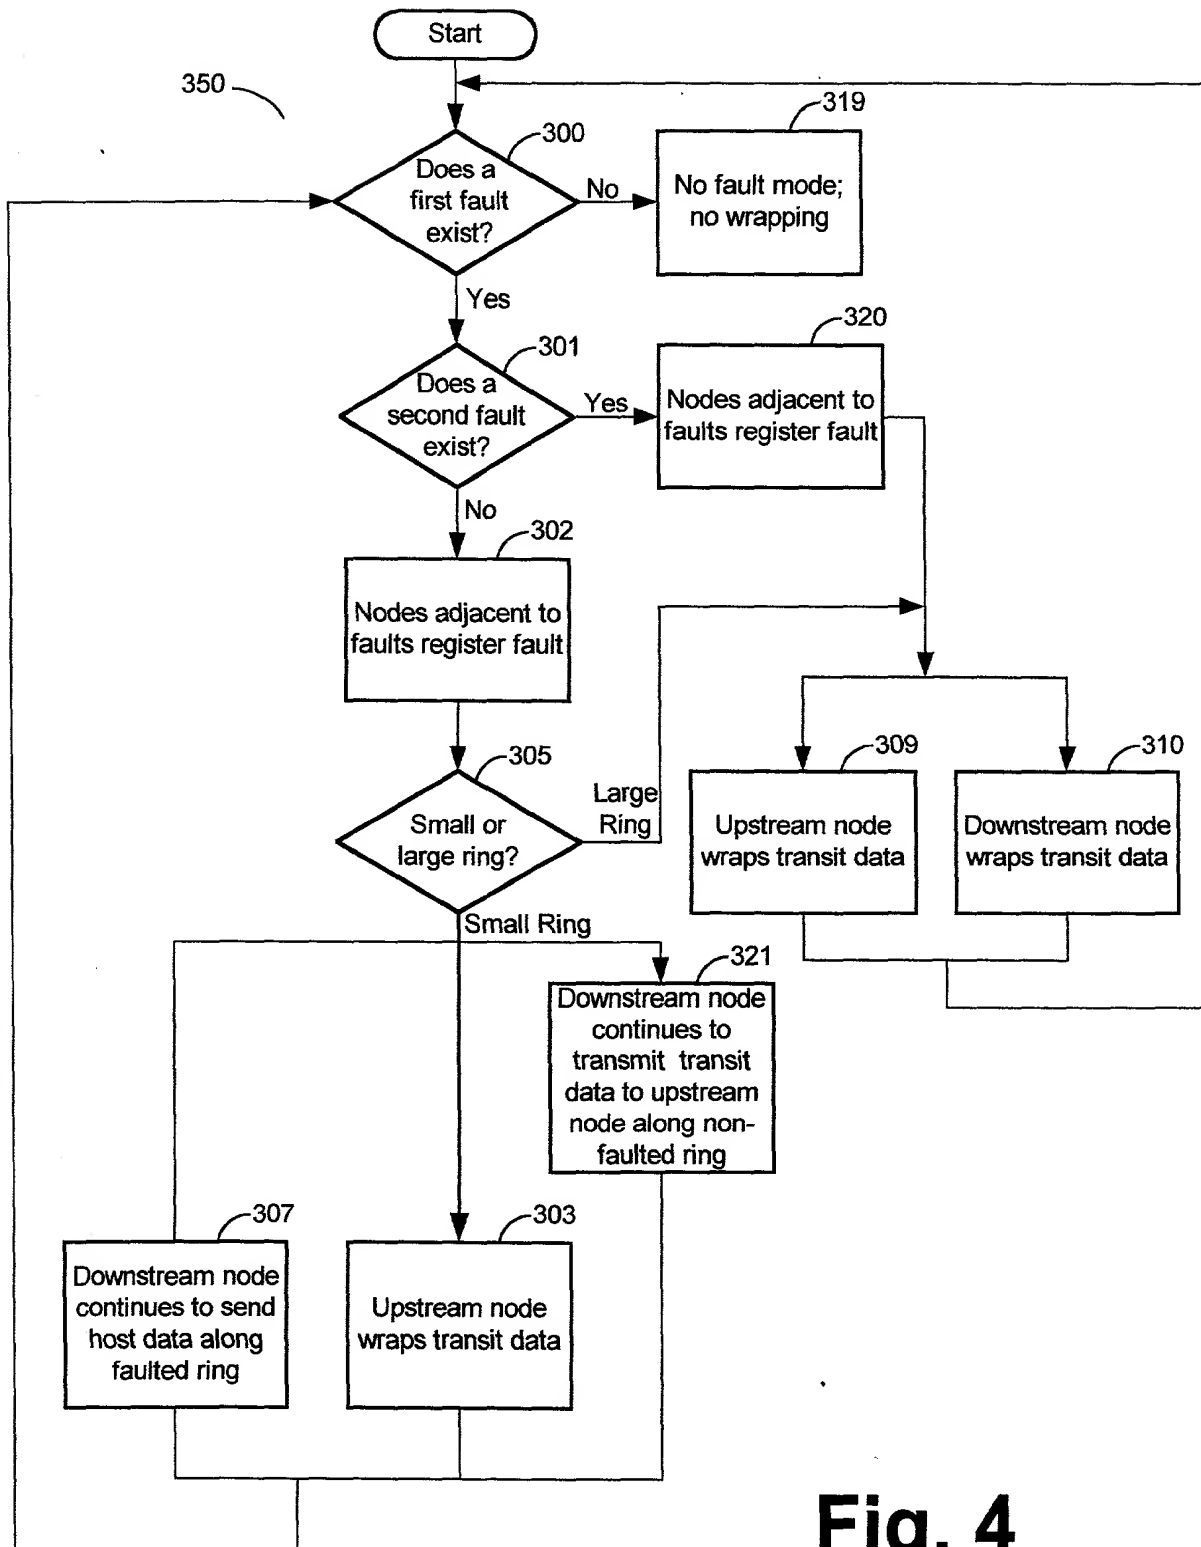 Start
350
300
Does a
first fault
exist?
No
319
No fault mode;
no wrapping
Yes
301
Does a
second fault
exist?
Yes
320
Nodes adjacent to
faults register fault
No
302
Nodes adjacent to
faults register fault
305
Small or
large ring?
Large
Ring
309
Upstream node
wraps transit data
310
Downstream node
wraps transit data
Small Ring
321
Downstream node
continues to
transmit transit
data to upstream
node along non-
faulted ring
307
Downstream node
continues to send
host data along
faulted ring
303
Upstream node
wraps transit data
Fig. 4